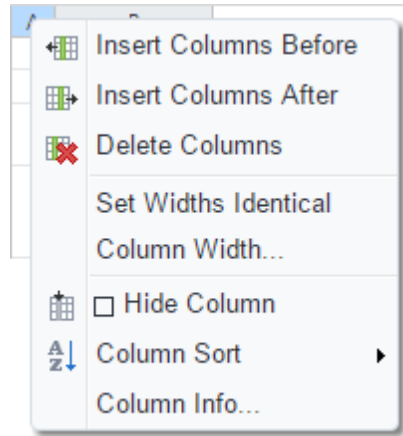 A
Insert Columns Before
Insert Columns After
Delete Columns
Set Widths Identical
Column Width...
Hide Column
Column Sort
Column Info...